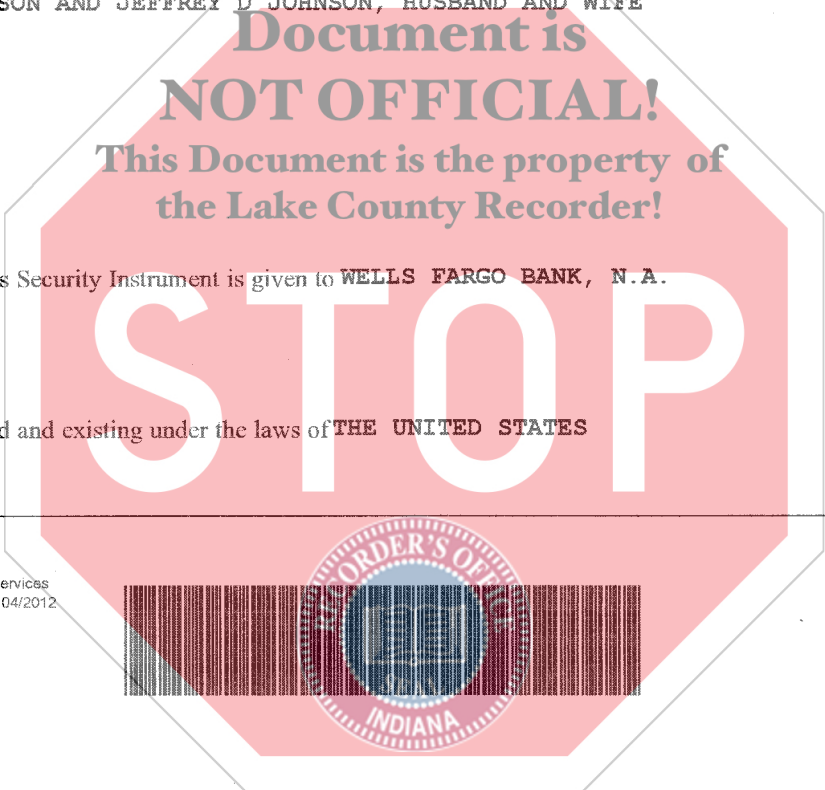 SON AND JEFFREY D JOHNSON, HUSBAND AND WIFE
Document is
NOT OFFICIAL!
This Document is the property of
the Lake County Recorder!
s Security Instrument is given to WELLS FARGO BANK, N.A.
STOP
d and existing under the laws of THE UNITED STATES
RECORDER'S OFFICE
ervices
04/2012
SEAL
INDIANA